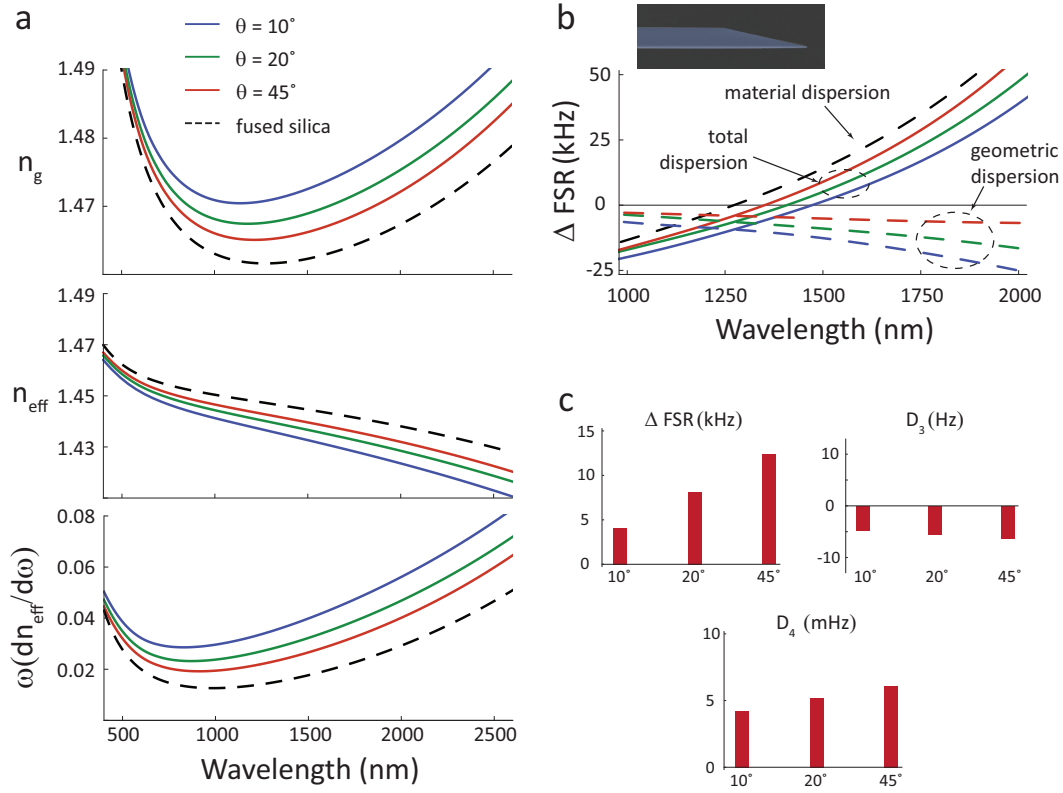 a
θ = 10°
θ = 20°
θ = 45°
fused silica
1.49
1.48
1.47
n_g
1.49
1.47
1.45
1.43
n_eff
0.08
0.06
0.04
0.02
ω(dn_eff/dω)
500 1000 1500 2000 2500
Wavelength (nm)
b
50
25
0
-25
Δ FSR (kHz)
material dispersion
total
dispersion
geometric
dispersion
1000 1250 1500 1750 2000
Wavelength (nm)
c
Δ FSR (kHz)
15
10
5
0
10° 20° 45°
D_3 (Hz)
10
0
-10
10° 20° 45°
D_4 (mHz)
10
5
0
10° 20° 45°